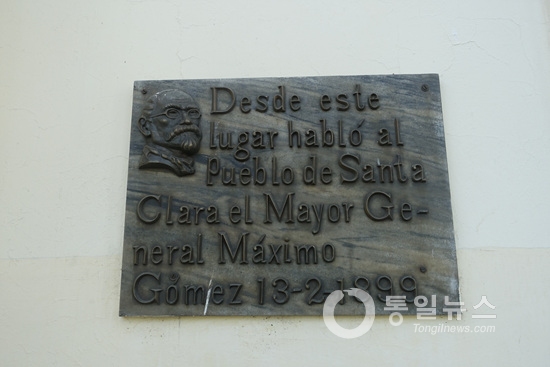 Desde este
lugar habló al
Pueblo de Santa
Clara el Mayor Ge-
neral Máximo
Gómez 13-2-1899
통일뉴스
Tongilnews.com